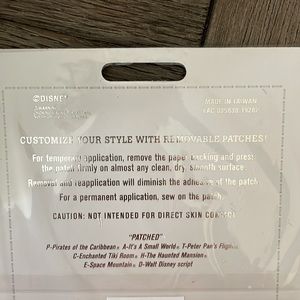 ©DISNEY
MADE IN TAIWAN
CUSTOMIZE YOUR STYLE WITH REMOVABLE PATCHES!
For temporary application, remove the paper backing and press
the patch firmly on almost any clean, dry, smooth surface.
Removal and reapplication will diminish the adhesive of the patch.
For a permanent application, sew on the patch.
CAUTION: NOT INTENDED FOR DIRECT SKIN CONTACT
"PATCHED"
P-Pirates of the Caribbean® A-It's A Small World® T-Peter Pan's Flight®
C-Enchanted Tiki Room® H-The Haunted Mansion®
E-Space Mountain® D-Walt Disney script